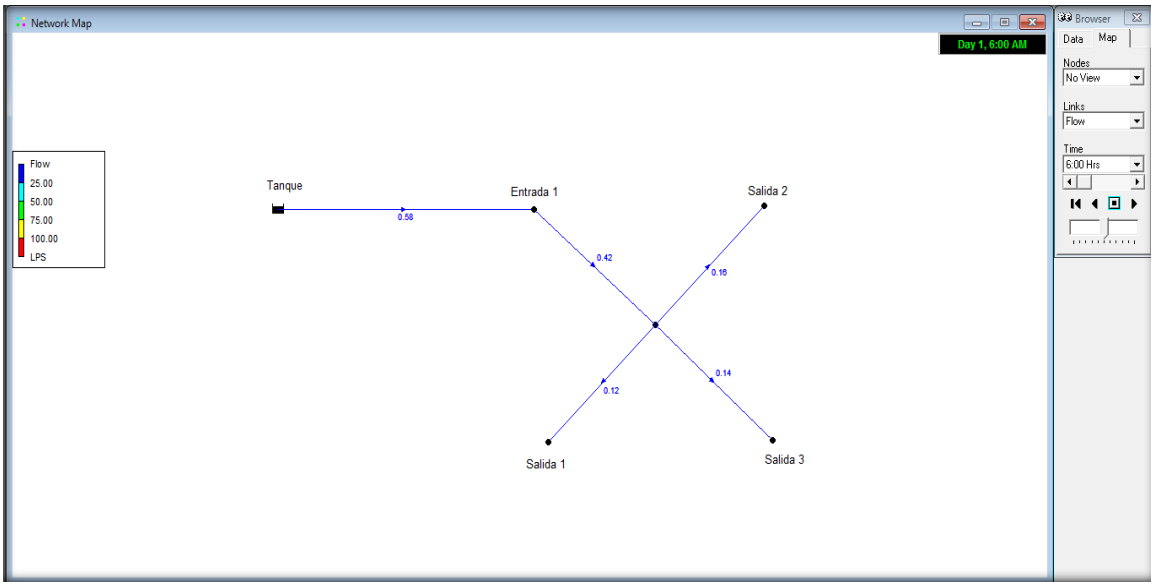 Network Map
Day 1, 6:00 AM
Flow
25.00
50.00
75.00
100.00
LPS
Tanque
Entrada 1
Salida 2
0.58
0.42
0.16
0.12
0.14
Salida 1
Salida 3
Browser
Data Map
Nodes
No View
Links
Flow
Time
6:00 Hrs